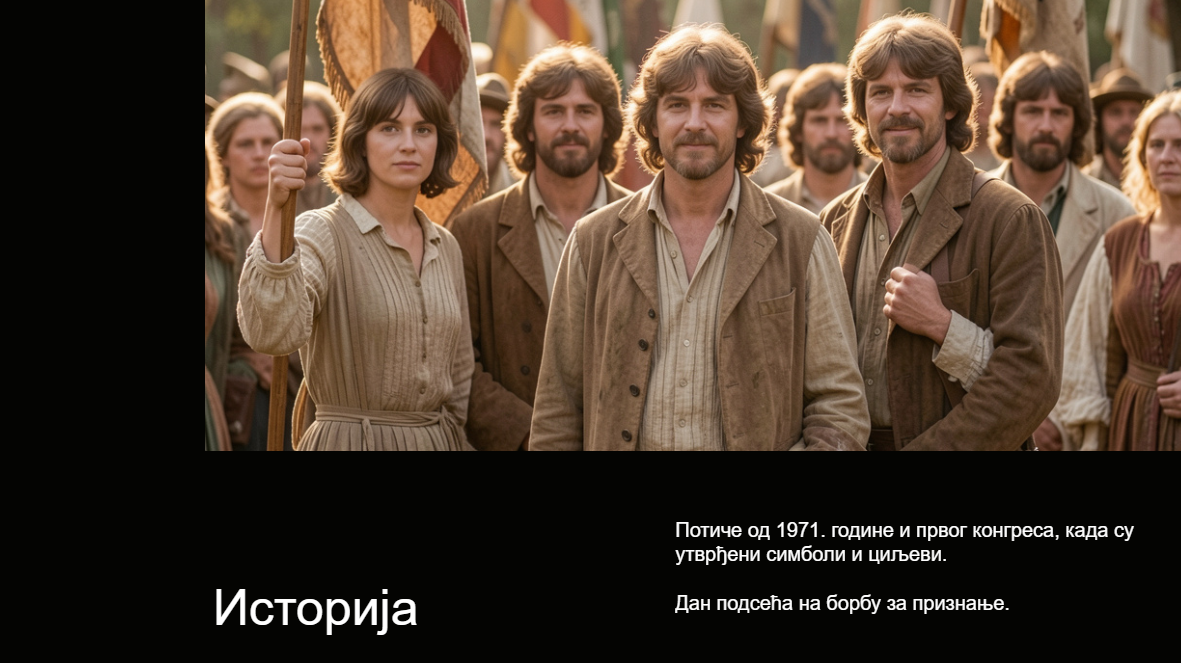 Потиче од 1971. године и првог конгреса, када су
утврђени симболи и циљеви.
Дан подсећа на борбу за признање.
Историја